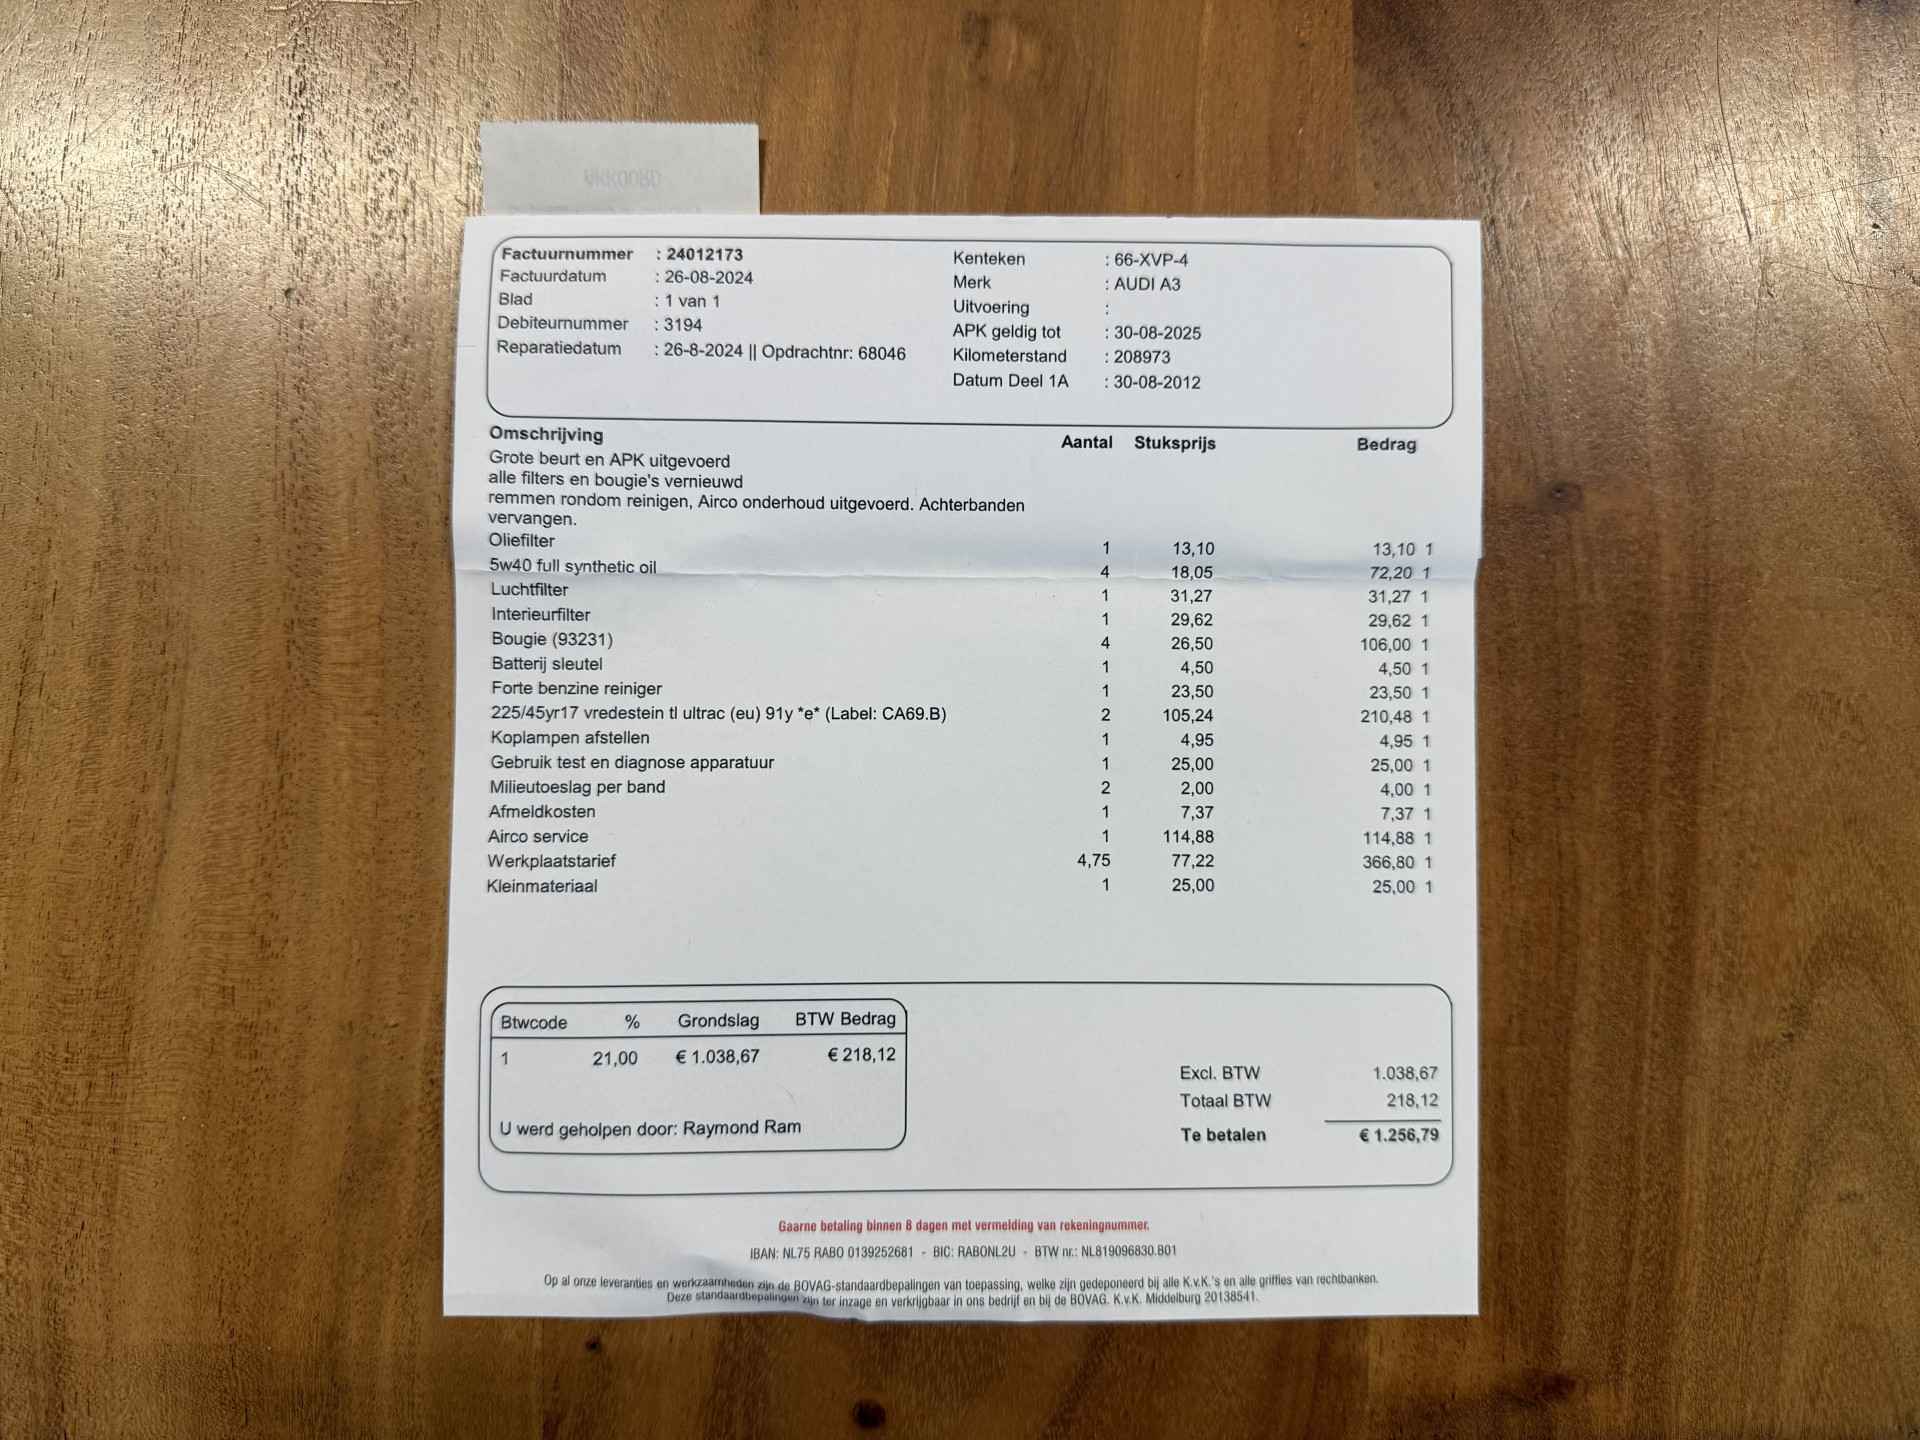 AKKOORD
Factuurnummer : 24012173
Factuurdatum : 26-08-2024
Blad : 1 van 1
Debiteurnummer : 3194
Reparatiedatum : 26-8-2024 || Opdrachtnr: 68046
Kenteken : 66-XVP-4
Merk : AUDI A3
Uitvoering :
APK geldig tot : 30-08-2025
Kilometerstand : 208973
Datum Deel 1A : 30-08-2012
Omschrijving Aantal Stuksprijs Bedrag
Grote beurt en APK uitgevoerd
alle filters en bougie's vernieuwd
remmen rondom reinigen, Airco onderhoud uitgevoerd. Achterbanden
vervangen.
Oliefilter 1 13,10 13,10 1
5w40 full synthetic oil 4 18,05 72,20 1
Luchtfilter 1 31,27 31,27 1
Interieurfilter 1 29,62 29,62 1
Bougie (93231) 4 26,50 106,00 1
Batterij sleutel 1 4,50 4,50 1
Forte benzine reiniger 1 23,50 23,50 1
225/45yr17 vredestein tl ultrac (eu) 91y *e* (Label: CA69.B) 2 105,24 210,48 1
Koplampen afstellen 1 4,95 4,95 1
Gebruik test en diagnose apparatuur 1 25,00 25,00 1
Milieutoeslag per band 2 2,00 4,00 1
Afmeldkosten 1 7,37 7,37 1
Airco service 1 114,88 114,88 1
Werkplaatstarief 4,75 77,22 366,80 1
Kleinmateriaal 1 25,00 25,00 1
Btwcode % Grondslag BTW Bedrag
1 21,00 € 1.038,67 € 218,12
U werd geholpen door: Raymond Ram
Excl. BTW 1.038,67
Totaal BTW 218,12
Te betalen € 1.256,79
Gaarne betaling binnen 8 dagen met vermelding van rekeningnummer.
IBAN: NL75 RABO 0139252681 - BIC: RABONL2U - BTW nr.: NL819096830.B01
Op al onze leveranties en werkzaamheden zijn de BOVAG-standaardbepalingen van toepassing, welke zijn gedeponeerd bij alle K.v.K.'s en alle griffies van rechtbanken.
Deze standaardbepalingen zijn ter inzage en verkrijgbaar in ons bedrijf en bij de BOVAG. K.v.K. Middelburg 20138541.